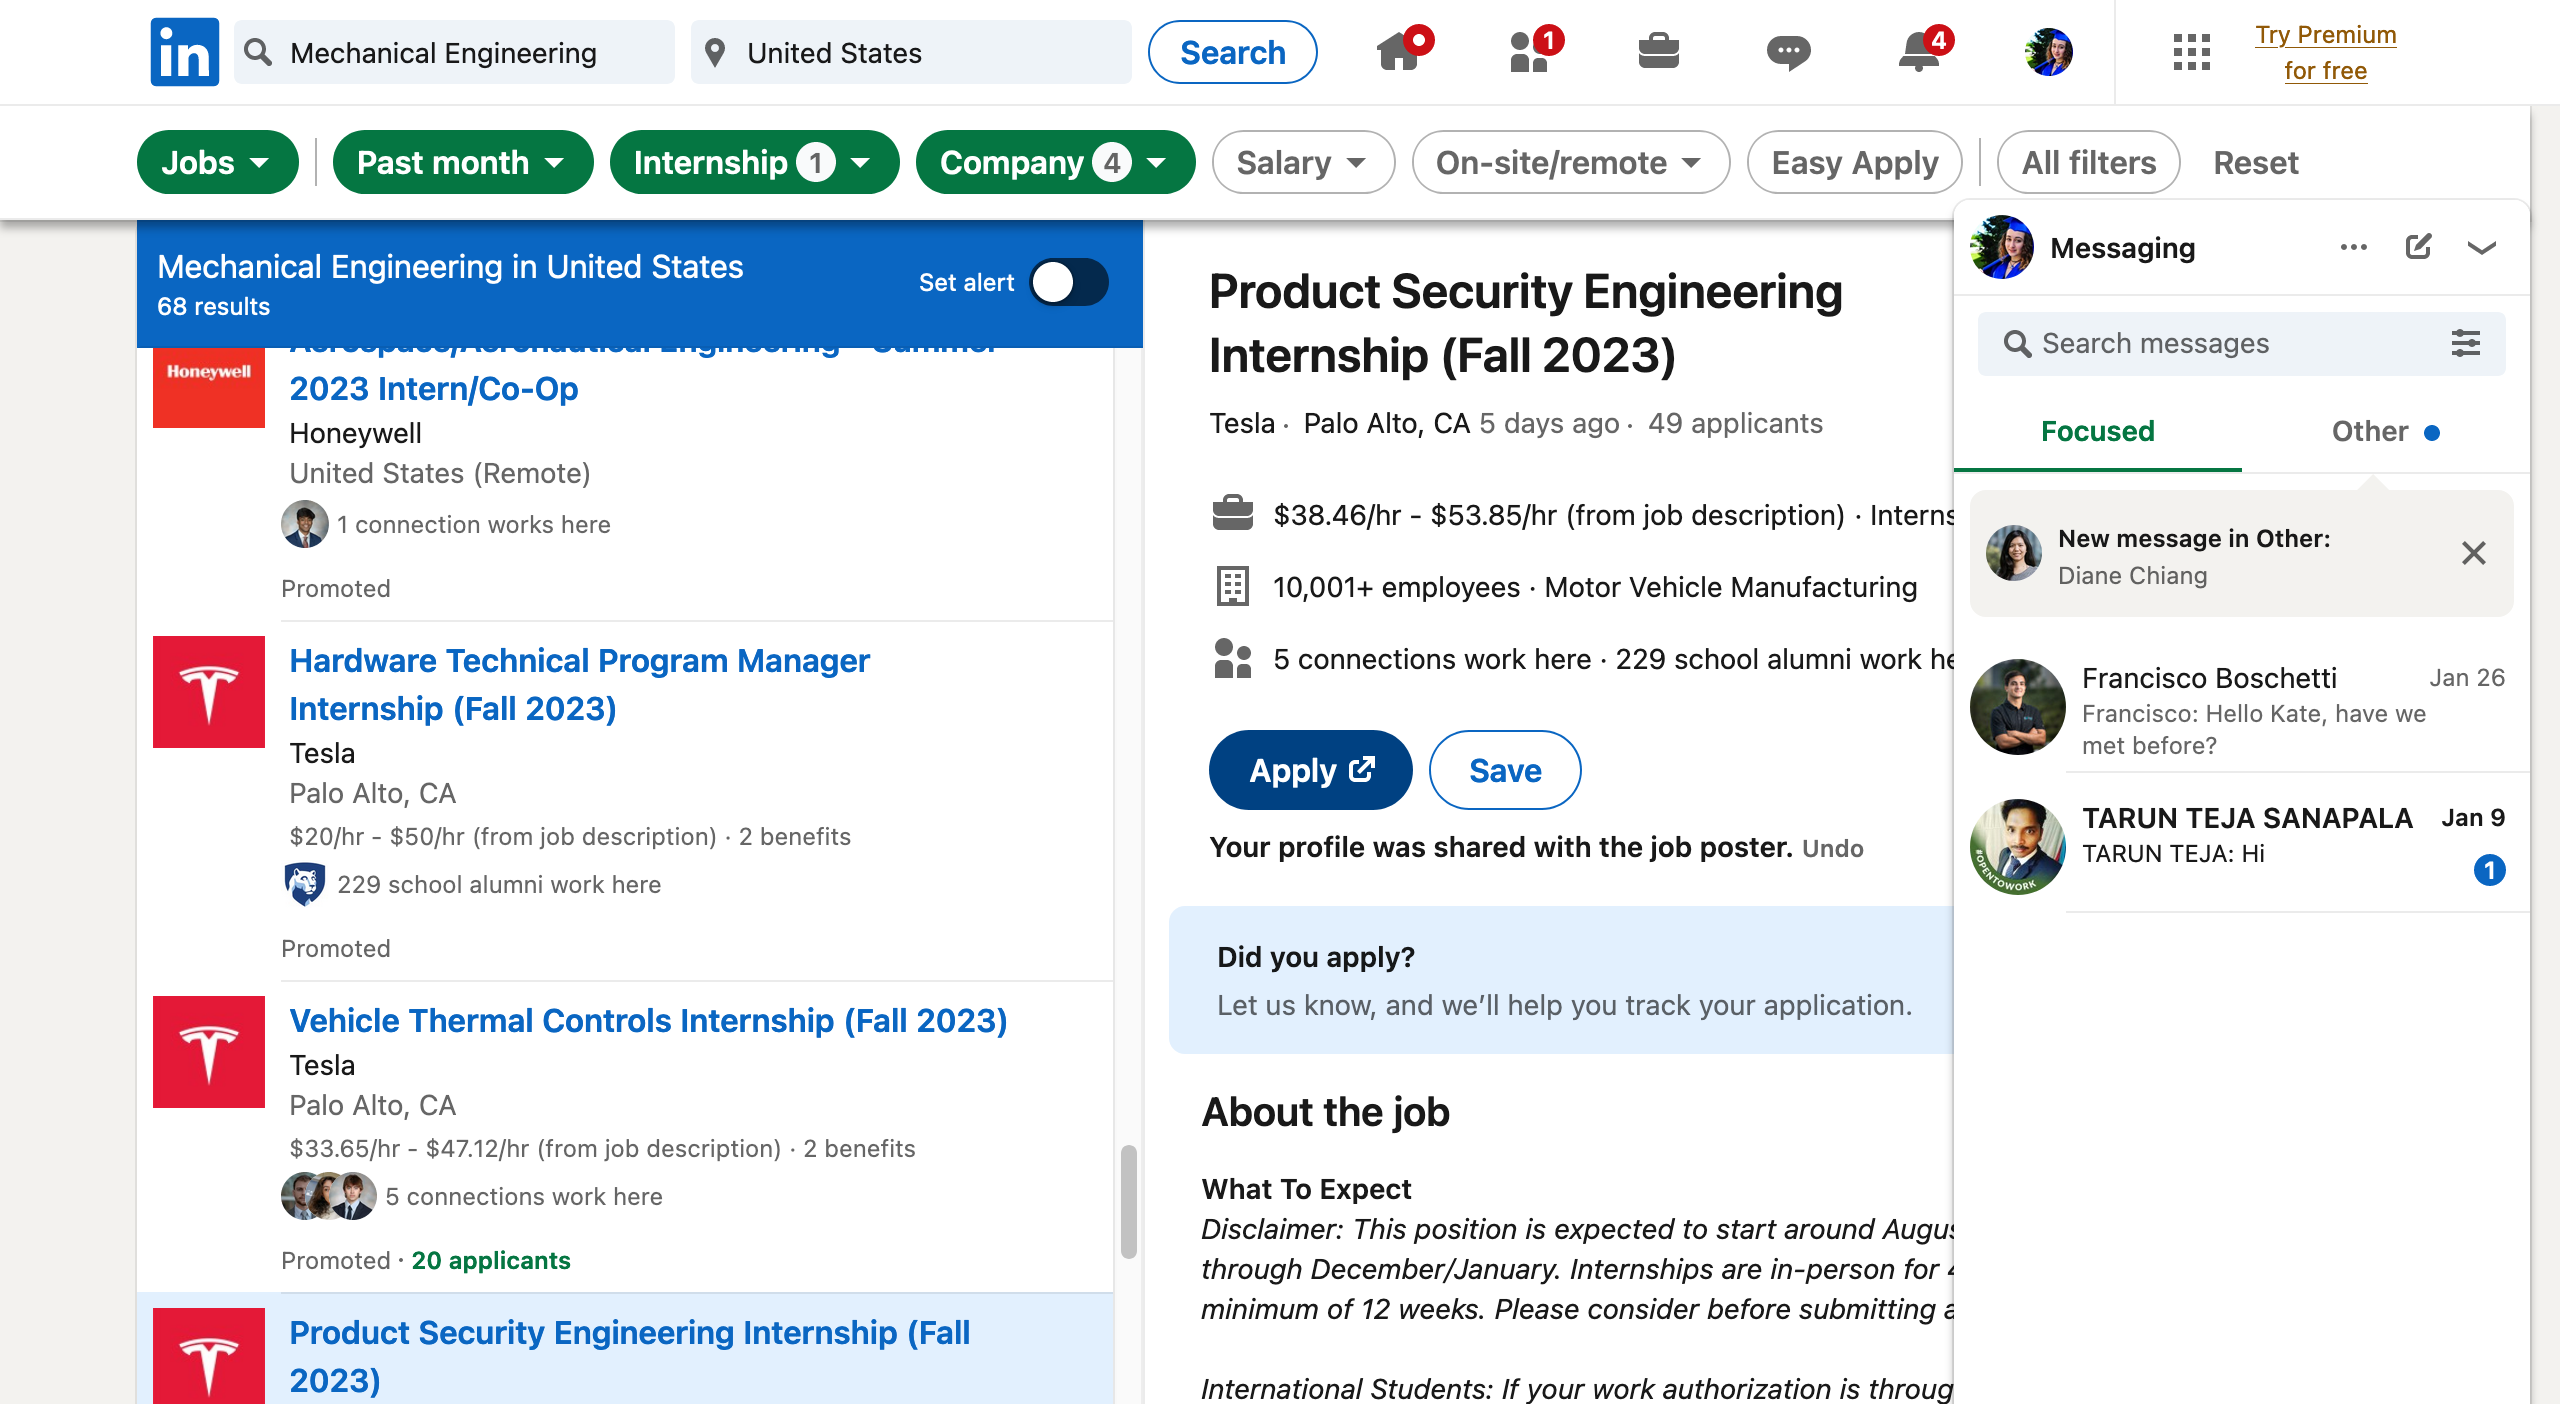 in
Mechanical Engineering
United States
Search
1
4
Try Premium
for free
Jobs
Past month
Internship 1
Company 4
Salary
On-site/remote
Easy Apply
All filters
Reset
Mechanical Engineering in United States
68 results
Set alert
Aerospace/Aeronautical Engineering - Summer
2023 Intern/Co-Op
Honeywell
Honeywell
United States (Remote)
1 connection works here
Promoted
Hardware Technical Program Manager
Internship (Fall 2023)
Tesla
Palo Alto, CA
$20/hr - $50/hr (from job description) · 2 benefits
229 school alumni work here
Promoted
Vehicle Thermal Controls Internship (Fall 2023)
Tesla
Palo Alto, CA
$33.65/hr - $47.12/hr (from job description) · 2 benefits
5 connections work here
Promoted · 20 applicants
Product Security Engineering Internship (Fall
2023)
Product Security Engineering
Internship (Fall 2023)
Tesla · Palo Alto, CA 5 days ago · 49 applicants
$38.46/hr - $53.85/hr (from job description) · Interns
10,001+ employees · Motor Vehicle Manufacturing
5 connections work here · 229 school alumni work he
Apply
Save
Your profile was shared with the job poster. Undo
Did you apply?
Let us know, and we’ll help you track your application.
About the job
What To Expect
Disclaimer: This position is expected to start around Augus
through December/January. Internships are in-person for 4
minimum of 12 weeks. Please consider before submitting a
International Students: If your work authorization is throug
Messaging
Search messages
Focused
Other
New message in Other:
Diane Chiang
Francisco Boschetti
Jan 26
Francisco: Hello Kate, have we
met before?
TARUN TEJA SANAPALA
Jan 9
TARUN TEJA: Hi
1
#OPENTOWORK